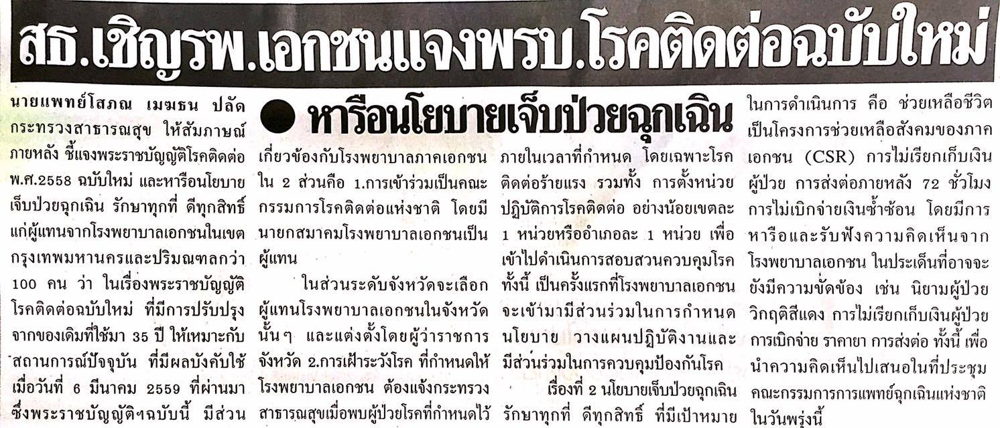 สธ.เชิญรพ.เอกชนแจงพรบ.โรคติดต่อฉบับใหม่
● หารือนโยบายเจ็บป่วยฉุกเฉิน
นายแพทย์โสภณ เมฆธน ปลัด
กระทรวงสาธารณสุข ให้สัมภาษณ์
ภายหลัง ชี้แจงพระราชบัญญัติโรคติดต่อ
พ.ศ.2558 ฉบับใหม่ และหารือนโยบาย
เจ็บป่วยฉุกเฉิน รักษาทุกที่ ดีทุกสิทธิ์
แก่ผู้แทนจากโรงพยาบาลเอกชนในเขต
กรุงเทพมหานครและปริมณฑลกว่า
100 คน ว่า ในเรื่องพระราชบัญญัติ
โรคติดต่อฉบับใหม่ ที่มีการปรับปรุง
จากของเดิมที่ใช้มา 35 ปี ให้เหมาะกับ
สถานการณ์ปัจจุบัน ที่มีผลบังคับใช้
เมื่อวันที่ 6 มีนาคม 2559 ที่ผ่านมา
ซึ่งพระราชบัญญัติฯฉบับนี้ มีส่วน
เกี่ยวข้องกับโรงพยาบาลภาคเอกชน
ใน 2 ส่วนคือ 1.การเข้าร่วมเป็นคณะ
กรรมการโรคติดต่อแห่งชาติ โดยมี
นายกสมาคมโรงพยาบาลเอกชนเป็น
ผู้แทน
ในส่วนระดับจังหวัดจะเลือก
ผู้แทนโรงพยาบาลเอกชนในจังหวัด
นั้นๆ และแต่งตั้งโดยผู้ว่าราชการ
จังหวัด 2.การเฝ้าระวังโรค ที่กำหนดให้
โรงพยาบาลเอกชน ต้องแจ้งกระทรวง
สาธารณสุขเมื่อพบผู้ป่วยโรคที่กำหนดไว้
ภายในเวลาที่กำหนด โดยเฉพาะโรค
ติดต่อร้ายแรง รวมทั้ง การตั้งหน่วย
ปฏิบัติการโรคติดต่อ อย่างน้อยเขตละ
1 หน่วยหรืออำเภอละ 1 หน่วย เพื่อ
เข้าไปดำเนินการสอบสวนควบคุมโรค
ทั้งนี้ เป็นครั้งแรกที่โรงพยาบาลเอกชน
จะเข้ามามีส่วนร่วมในการกำหนด
นโยบาย วางแผนปฏิบัติงานและ
มีส่วนร่วมในการควบคุมป้องกันโรค
เรื่องที่ 2 นโยบายเจ็บป่วยฉุกเฉิน
รักษาทุกที่ ดีทุกสิทธิ์ ที่มีเป้าหมาย
ในการดำเนินการ คือ ช่วยเหลือชีวิต
เป็นโครงการช่วยเหลือสังคมของภาค
เอกชน (CSR) การไม่เรียกเก็บเงิน
ผู้ป่วย การส่งต่อภายหลัง 72 ชั่วโมง
การไม่เบิกจ่ายเงินซ้ำซ้อน โดยมีการ
หารือและรับฟังความคิดเห็นจาก
โรงพยาบาลเอกชน ในประเด็นที่อาจจะ
ยังมีความขัดข้อง เช่น นิยามผู้ป่วย
วิกฤติสีแดง การไม่เรียกเก็บเงินผู้ป่วย
การเบิกจ่าย ราคายา การส่งต่อ ทั้งนี้ เพื่อ
นำความคิดเห็นไปเสนอในที่ประชุม
คณะกรรมการการแพทย์ฉุกเฉินแห่งชาติ
ในวันพรุ่งนี้